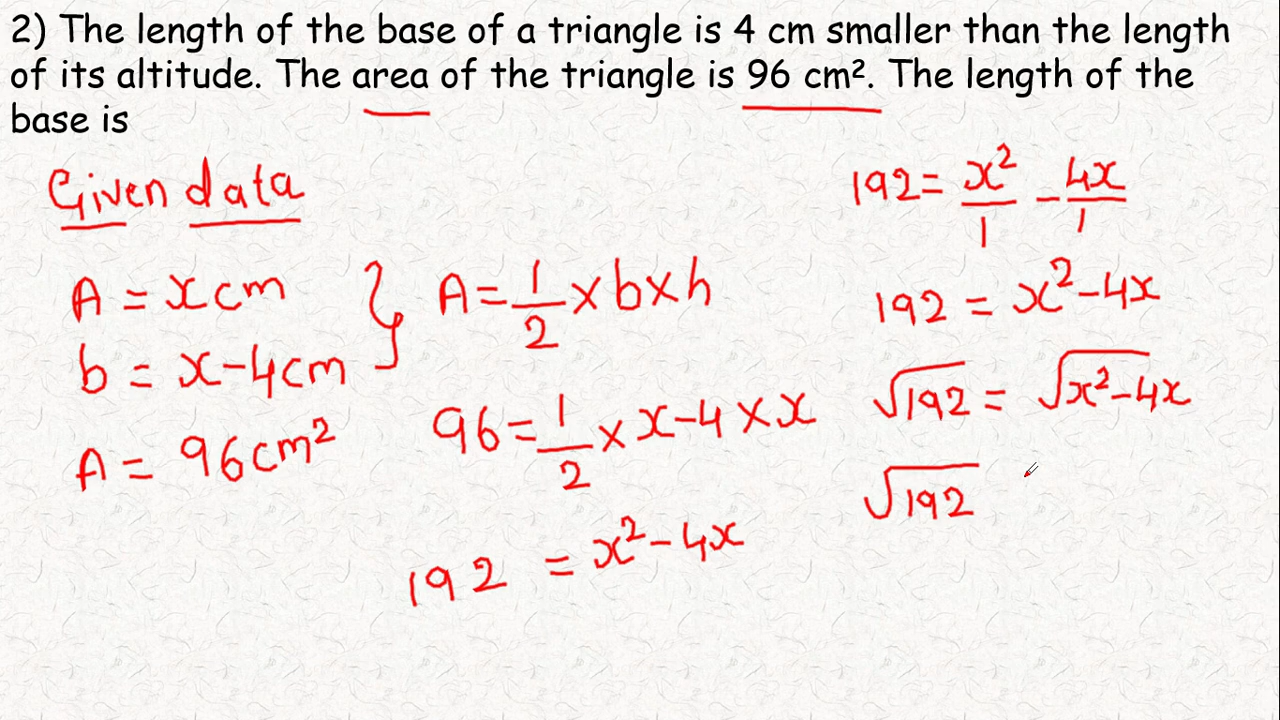 2) The length of the base of a triangle is 4 cm smaller than the length
of its altitude. The area of the triangle is 96 cm². The length of the
base is
Given data
A = x cm
b = x-4cm
A = 96cm²
A = 1/2 × b × h
96 = 1/2 × x-4 × x
192 = x² - 4x
192 = x²/1 - 4x/1
192 = x² - 4x
√192 = √x² - 4x
√192